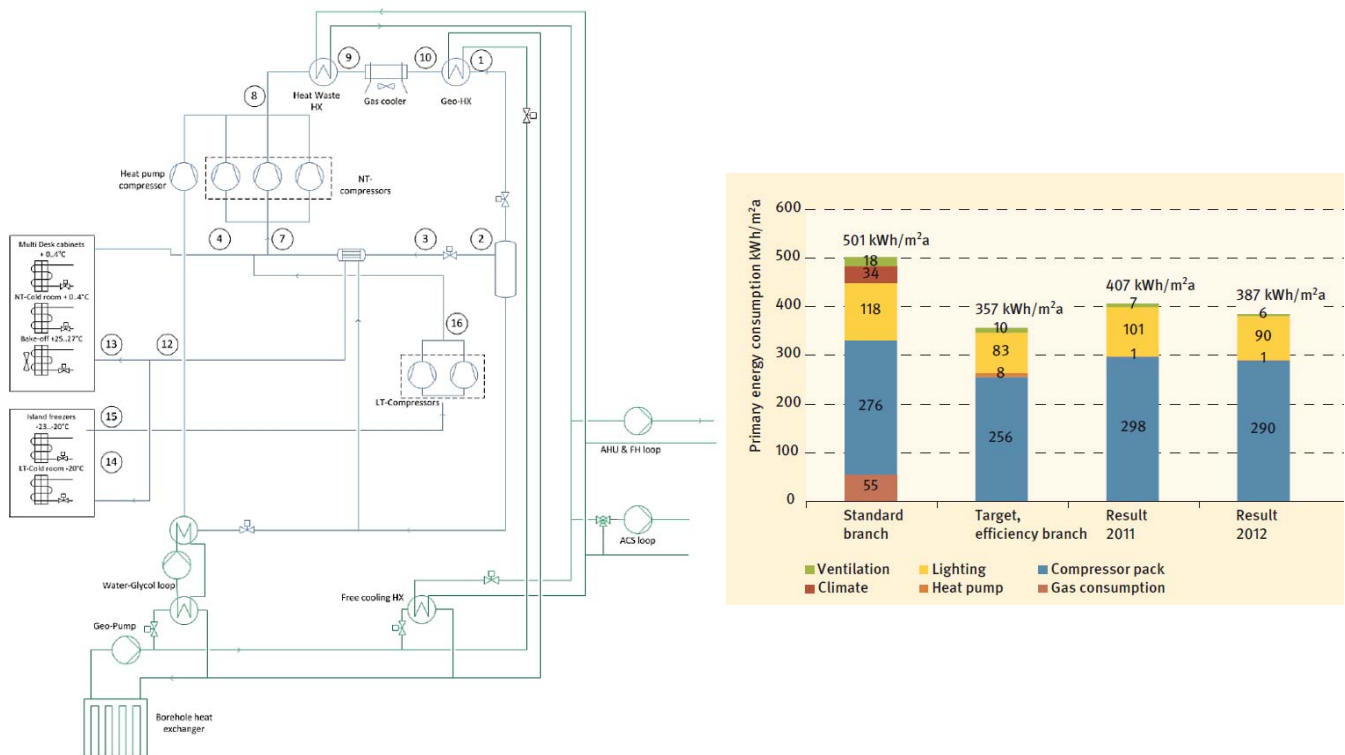 9
10
1
Heat Waste
HX
Gas cooler
Geo-HX
8
Heat pump
compressor
NT-
compressors
4
7
3
2
Multi Desk cabinets
+ 0..4°C
NT-Cold room + 0..4°C
Bake-off +25..27°C
13
12
16
LT-Compressors
Island freezers
-23..-20°C
15
14
LT-Cold room -20°C
AHU & FH loop
ACS loop
Water-Glycol loop
Free cooling HX
Geo-Pump
Borehole heat
exchanger
Primary energy consumption kWh/m²a
600
500
400
300
200
100
0
501 kWh/m²a
18
34
118
276
55
357 kWh/m²a
10
83
8
256
407 kWh/m²a
7
101
1
298
387 kWh/m²a
6
90
1
290
Standard
branch
Target,
efficiency branch
Result
2011
Result
2012
Ventilation
Lighting
Compressor pack
Climate
Heat pump
Gas consumption